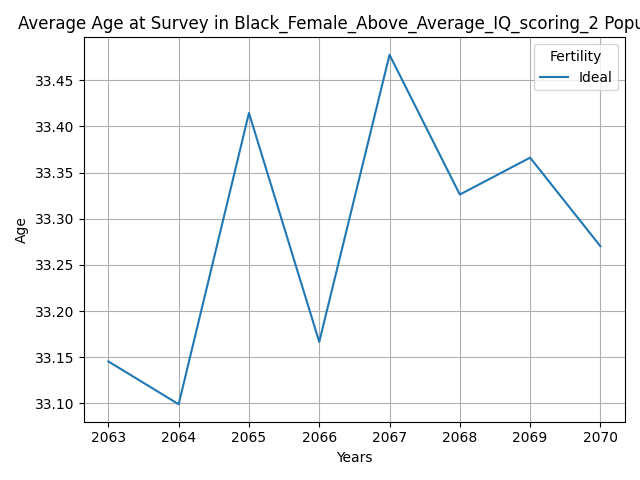 Average Age at Survey in Black_Female_Above_Average_IQ_scoring_2 Popu
Fertility
Ideal
33.45
33.40
33.35
33.30
33.25
33.20
33.15
33.10
Age
2063 2064 2065 2066 2067 2068 2069 2070
Years